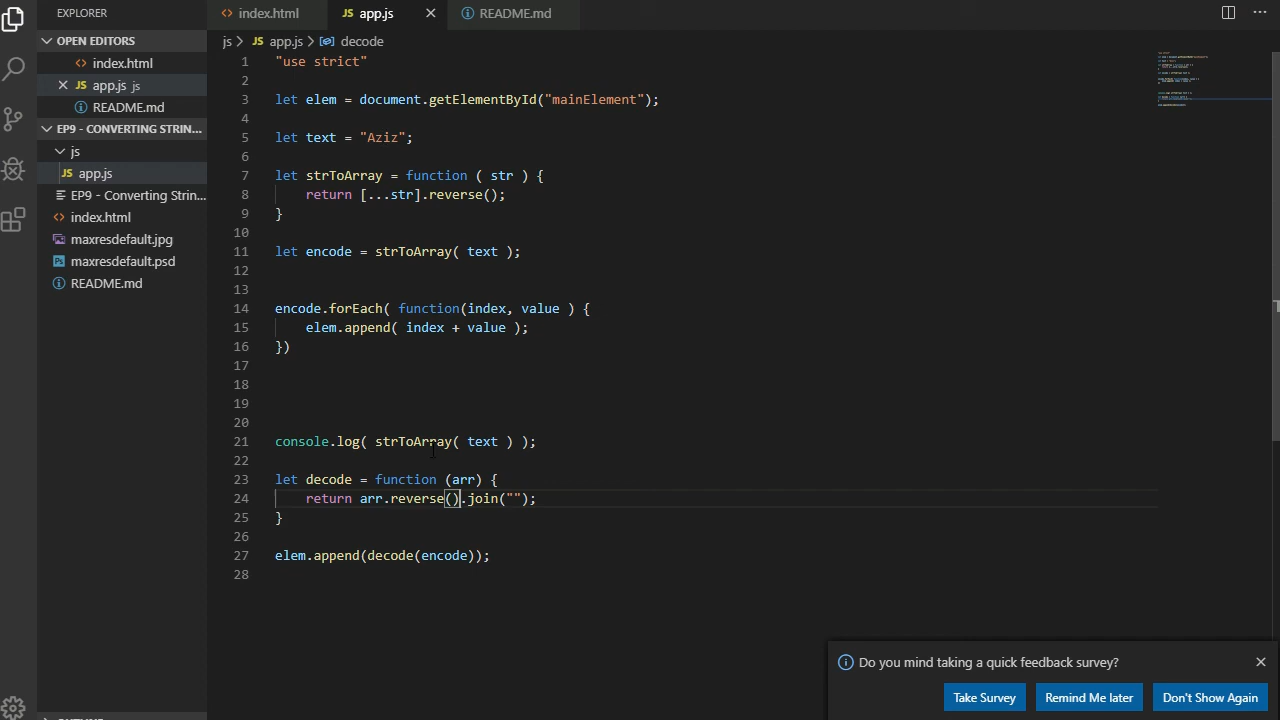 EXPLORER
OPEN EDITORS
index.html
app.js js
README.md
EP9 - CONVERTING STRIN...
js
JS app.js
EP9 - Converting Strin...
index.html
maxresdefault.jpg
Ps maxresdefault.psd
README.md
index.html JS app.js README.md
js > JS app.js > decode
1 "use strict"
2
3 let elem = document.getElementById("mainElement");
4
5 let text = "Aziz";
6
7 let strToArray = function ( str ) {
8 return [...str].reverse();
9 }
10
11 let encode = strToArray( text );
12
13
14 encode.forEach( function(index, value ) {
15 elem.append( index + value );
16 })
17
18
19
20
21 console.log( strToArray( text ) );
22
23 let decode = function (arr) {
24 return arr.reverse().join("");
25 }
26
27 elem.append(decode(encode));
28
Do you mind taking a quick feedback survey?
Take Survey Remind Me later Don't Show Again